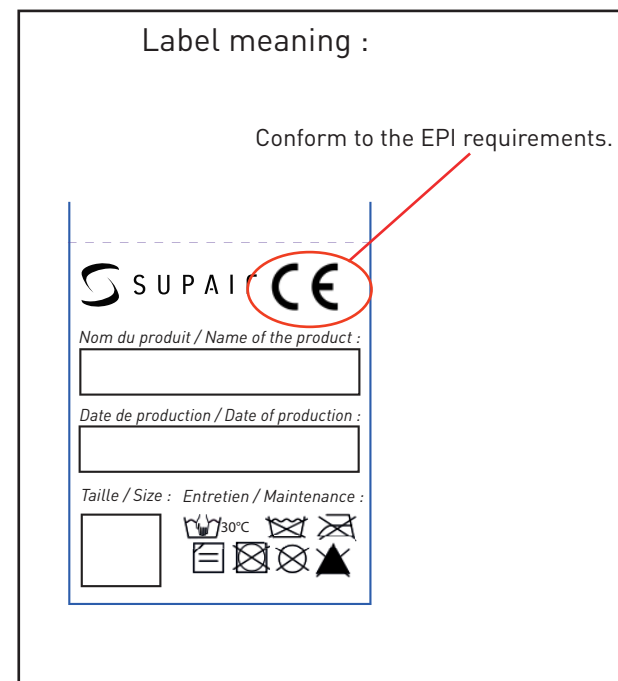 Label meaning :
Conform to the EPI requirements.
SUPAIR CE
Nom du produit / Name of the product :
Date de production / Date of production :
Taille / Size : Entretien / Maintenance :
30°C